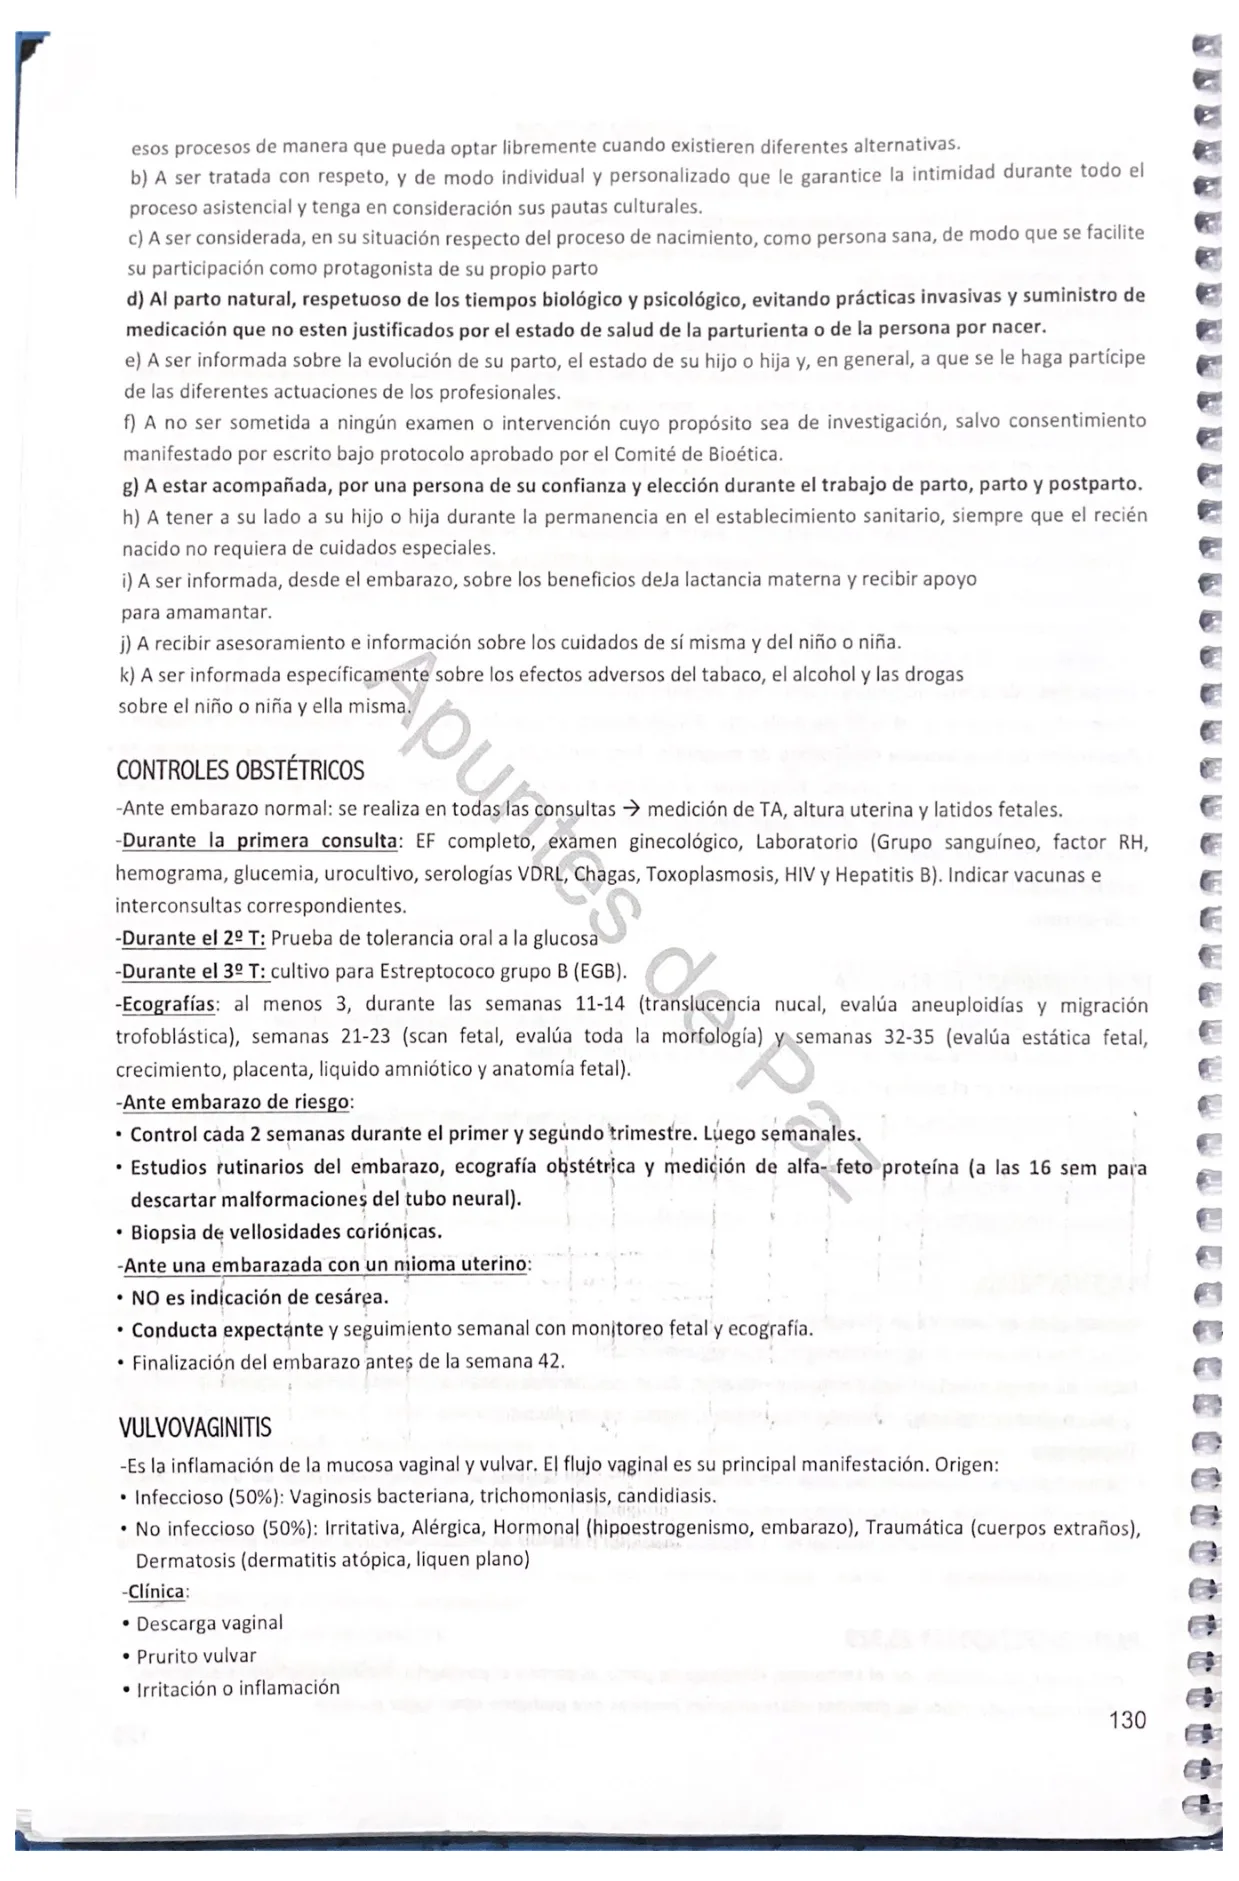 esos procesos de manera que pueda optar libremente cuando existieren diferentes alternativas.
b) A ser tratada con respeto, y de modo individual y personalizado que le garantice la intimidad durante todo el
proceso asistencial y tenga en consideración sus pautas culturales.
c) A ser considerada, en su situación respecto del proceso de nacimiento, como persona sana, de modo que se facilite
su participación como protagonista de su propio parto
d) Al parto natural, respetuoso de los tiempos biológico y psicológico, evitando prácticas invasivas y suministro de
medicación que no esten justificados por el estado de salud de la parturienta o de la persona por nacer.
e) A ser informada sobre la evolución de su parto, el estado de su hijo o hija y, en general, a que se le haga partícipe
de las diferentes actuaciones de los profesionales.
f) A no ser sometida a ningún examen o intervención cuyo propósito sea de investigación, salvo consentimiento
manifestado por escrito bajo protocolo aprobado por el Comité de Bioética.
g) A estar acompañada, por una persona de su confianza y elección durante el trabajo de parto, parto y postparto.
h) A tener a su lado a su hijo o hija durante la permanencia en el establecimiento sanitario, siempre que el recién
nacido no requiera de cuidados especiales.
i) A ser informada, desde el embarazo, sobre los beneficios deJa lactancia materna y recibir apoyo
para amamantar.
j) A recibir asesoramiento e información sobre los cuidados de sí misma y del niño o niña.
k) A ser informada específicamente sobre los efectos adversos del tabaco, el alcohol y las drogas
sobre el niño o niña y ella misma.
CONTROLES OBSTÉTRICOS
-Ante embarazo normal: se realiza en todas las consultas → medición de TA, altura uterina y latidos fetales.
-Durante la primera consulta: EF completo, examen ginecológico, Laboratorio (Grupo sanguíneo, factor RH,
hemograma, glucemia, urocultivo, serologías VDRL, Chagas, Toxoplasmosis, HIV y Hepatitis B). Indicar vacunas e
interconsultas correspondientes.
-Durante el 2º T: Prueba de tolerancia oral a la glucosa
-Durante el 3º T: cultivo para Estreptococo grupo B (EGB).
-Ecografías: al menos 3, durante las semanas 11-14 (translucencia nucal, evalúa aneuploidías y migración
trofoblástica), semanas 21-23 (scan fetal, evalúa toda la morfología) y semanas 32-35 (evalúa estática fetal,
crecimiento, placenta, liquido amniótico y anatomía fetal).
-Ante embarazo de riesgo:
• Control cada 2 semanas durante el primer y segundo trimestre. Luego semanales.
• Estudios rutinarios del embarazo, ecografía obstétrica y medición de alfa- feto proteína (a las 16 sem para
descartar malformaciones del tubo neural).
• Biopsia de vellosidades coriónicas.
-Ante una embarazada con un mioma uterino:
• NO es indicación de cesárea.
• Conducta expectante y seguimiento semanal con monitoreo fetal y ecografía.
• Finalización del embarazo antes de la semana 42.
VULVOVAGINITIS
-Es la inflamación de la mucosa vaginal y vulvar. El flujo vaginal es su principal manifestación. Origen:
• Infeccioso (50%): Vaginosis bacteriana, trichomoniasis, candidiasis.
• No infeccioso (50%): Irritativa, Alérgica, Hormonal (hipoestrogenismo, embarazo), Traumática (cuerpos extraños),
Dermatosis (dermatitis atópica, liquen plano)
-Clínica:
• Descarga vaginal
• Prurito vulvar
• Irritación o inflamación
130
Apuntes de Paz